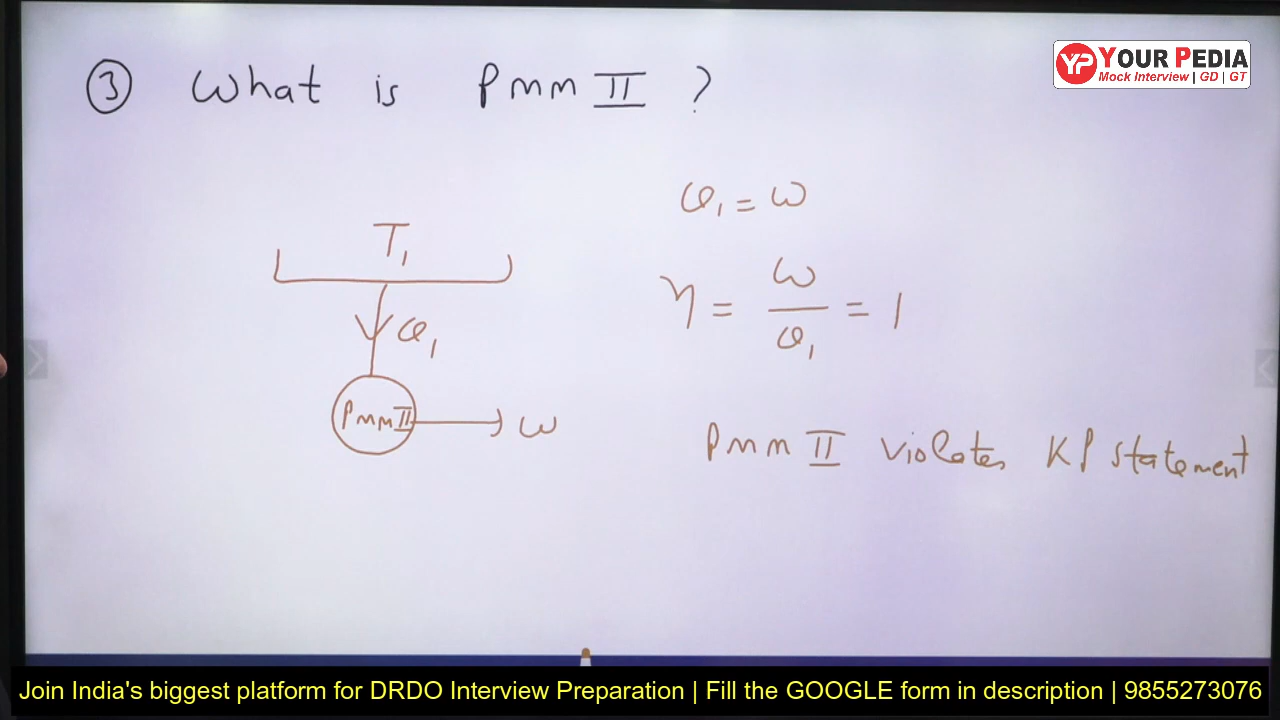 ③ What is PMM II ?
YOUR PEDIA
Mock Interview | GD | GT
YP
Q₁ = W
T₁
η = W / Q₁ = 1
Q₁
PMM II
W
PMM II violates KP statement
Join India's biggest platform for DRDO Interview Preparation | Fill the GOOGLE form in description | 9855273076